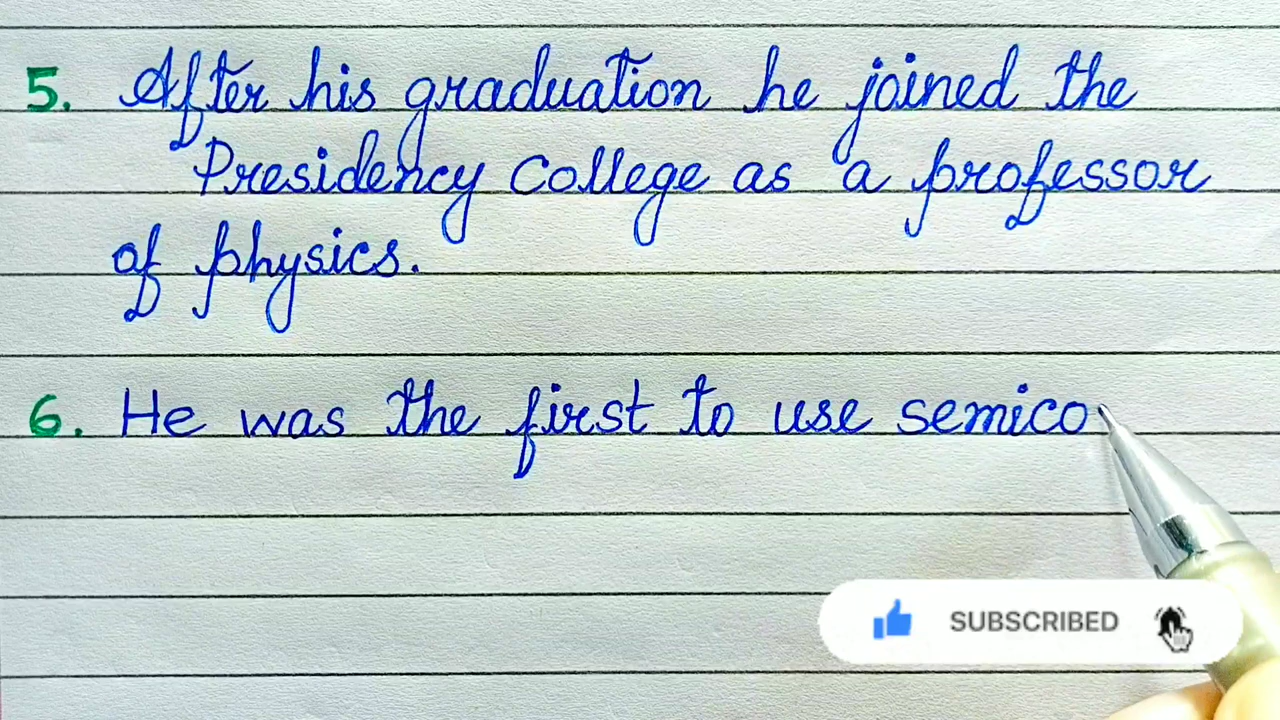 5. After his graduation he joined the
Presidency College as a professor
of physics.
6. He was the first to use semico
SUBSCRIBED